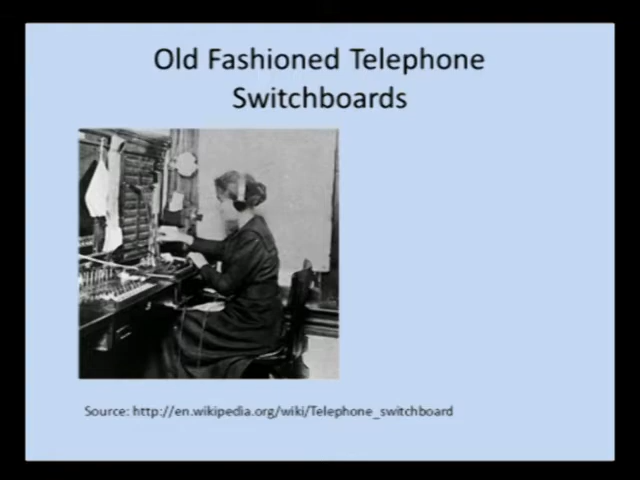 Old Fashioned Telephone
Switchboards
Source: http://en.wikipedia.org/wiki/Telephone_switchboard